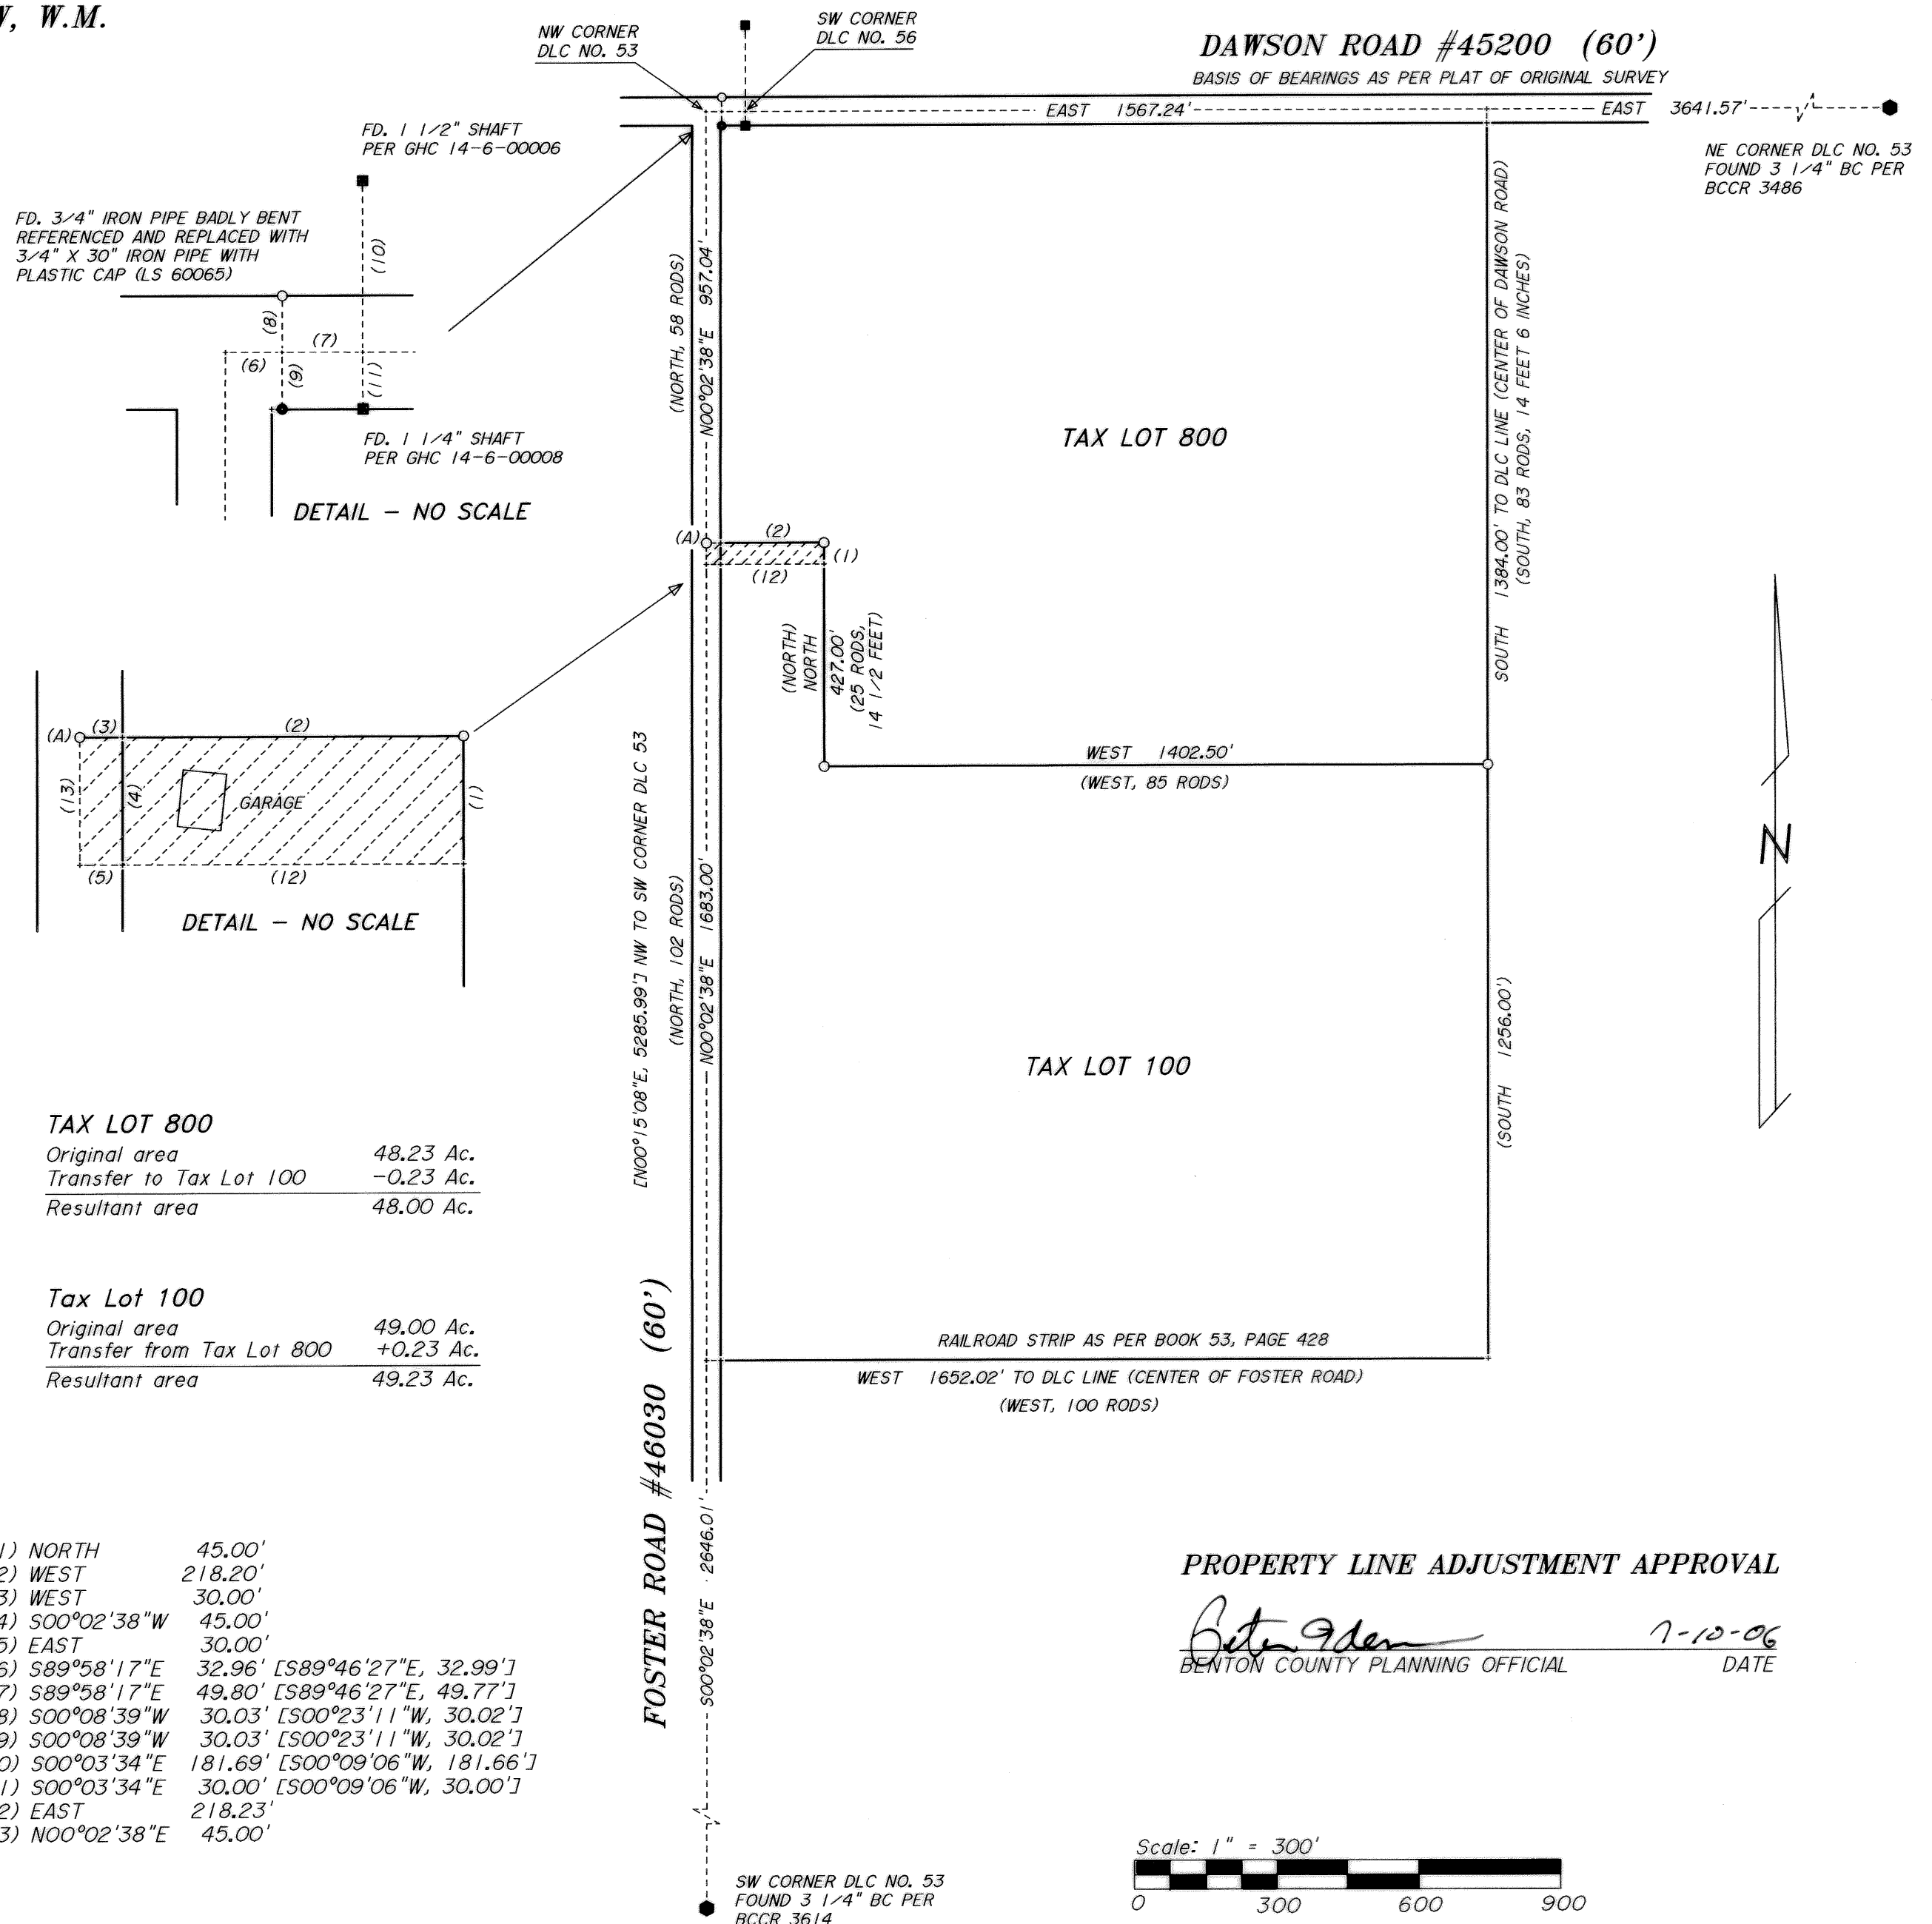 W, W.M.
NW CORNER
DLC NO. 53
SW CORNER
DLC NO. 56
DAWSON ROAD #45200 (60')
BASIS OF BEARINGS AS PER PLAT OF ORIGINAL SURVEY
EAST 1567.24'
EAST 3641.57'
NE CORNER DLC NO. 53
FOUND 3 1/4" BC PER
BCCR 3486
FD. 1 1/2" SHAFT
PER GHC 14-6-00006
FD. 3/4" IRON PIPE BADLY BENT
REFERENCED AND REPLACED WITH
3/4" X 30" IRON PIPE WITH
PLASTIC CAP (LS 60065)
(10)
(8)
(7)
(6)
(9)
(11)
FD. 1 1/4" SHAFT
PER GHC 14-6-00008
DETAIL - NO SCALE
(NORTH, 58 RODS)
N00°02'38"E 957.04'
TAX LOT 800
SOUTH 1384.00' TO DLC LINE (CENTER OF DAWSON ROAD)
(SOUTH, 83 RODS, 14 FEET 6 INCHES)
(A)
(2)
(1)
(12)
(NORTH)
NORTH
427.00'
(25 RODS,
14 1/2 FEET)
WEST 1402.50'
(WEST, 85 RODS)
(A)
(3)
(2)
(13)
(4)
GARAGE
(1)
(5)
(12)
DETAIL - NO SCALE
[N00°15'08"E, 5285.99'] NW TO SW CORNER DLC 53
(NORTH, 102 RODS)
N00°02'38"E 1683.00'
N
TAX LOT 100
(SOUTH 1256.00')
TAX LOT 800
Original area 48.23 Ac.
Transfer to Tax Lot 100 -0.23 Ac.
Resultant area 48.00 Ac.
Tax Lot 100
Original area 49.00 Ac.
Transfer from Tax Lot 800 +0.23 Ac.
Resultant area 49.23 Ac.
RAILROAD STRIP AS PER BOOK 53, PAGE 428
WEST 1652.02' TO DLC LINE (CENTER OF FOSTER ROAD)
(WEST, 100 RODS)
FOSTER ROAD #46030 (60')
S00°02'38"E 2646.01'
1) NORTH 45.00'
2) WEST 218.20'
3) WEST 30.00'
4) S00°02'38"W 45.00'
5) EAST 30.00'
6) S89°58'17"E 32.96' [S89°46'27"E, 32.99']
7) S89°58'17"E 49.80' [S89°46'27"E, 49.77']
8) S00°08'39"W 30.03' [S00°23'11"W, 30.02']
9) S00°08'39"W 30.03' [S00°23'11"W, 30.02']
0) S00°03'34"E 181.69' [S00°09'06"W, 181.66']
1) S00°03'34"E 30.00' [S00°09'06"W, 30.00']
2) EAST 218.23'
3) N00°02'38"E 45.00'
PROPERTY LINE ADJUSTMENT APPROVAL
7-10-06
BENTON COUNTY PLANNING OFFICIAL DATE
SW CORNER DLC NO. 53
FOUND 3 1/4" BC PER
BCCR 3614
Scale: 1" = 300'
0 300 600 900